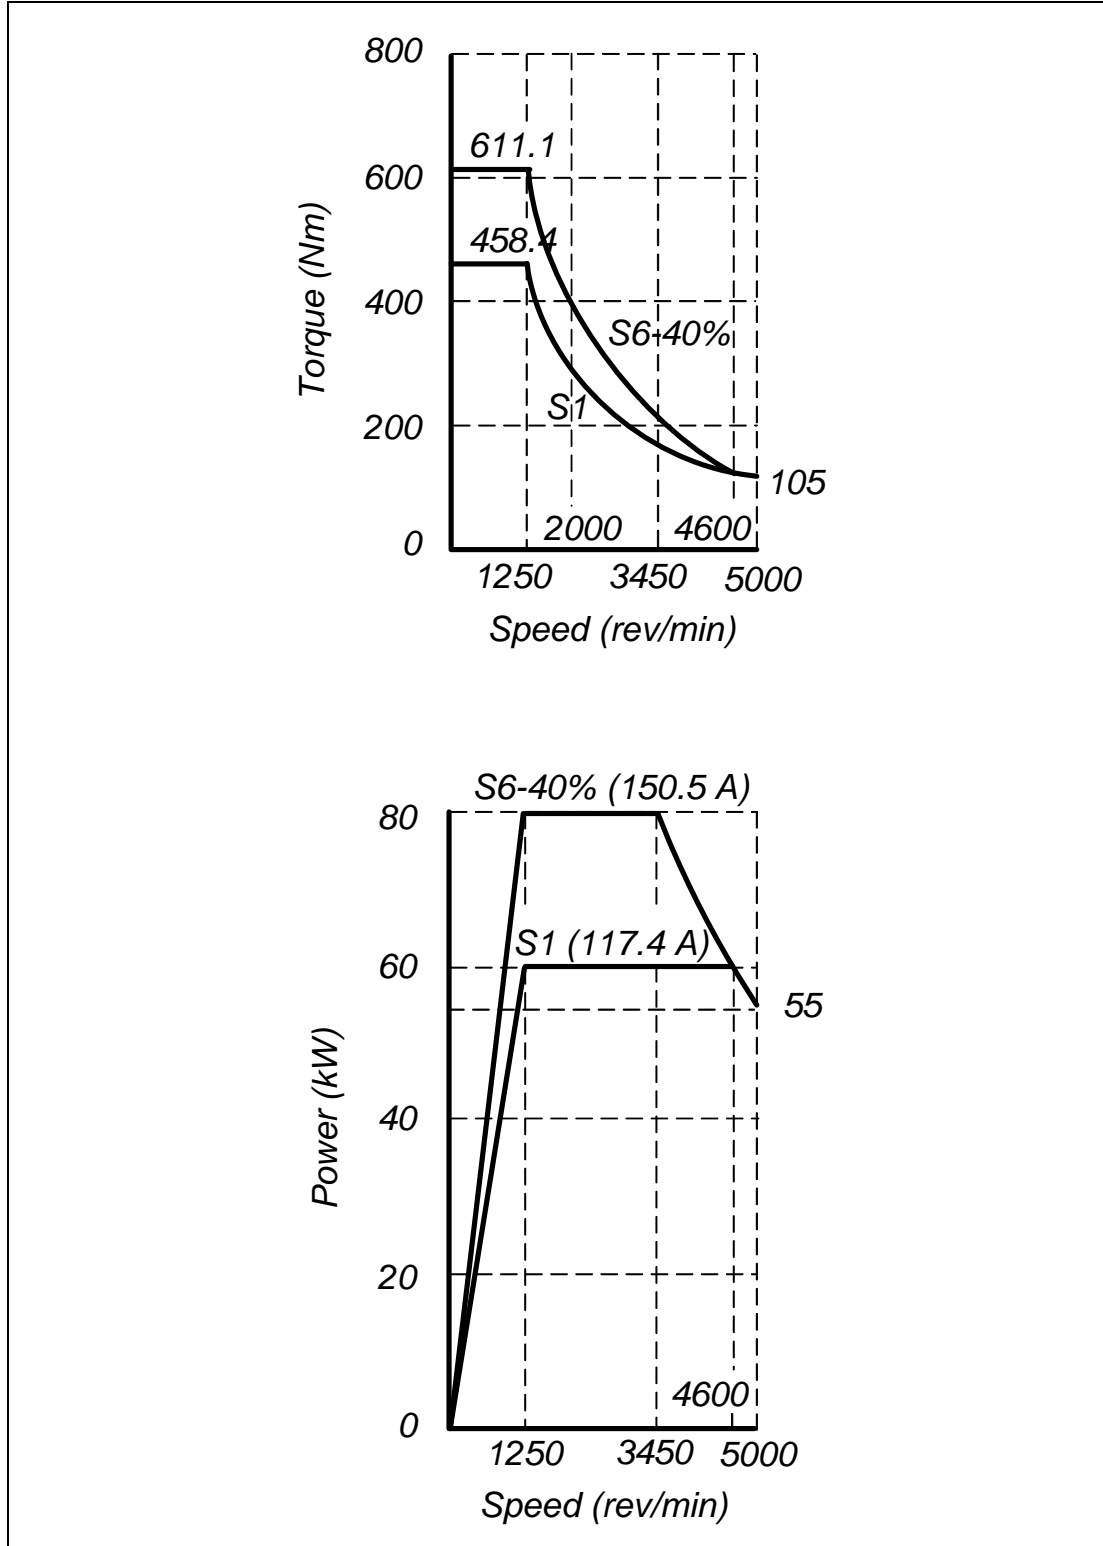 800
611.1
600
458.4
400
S6-40%
S1
200
105
2000 4600
0
1250 3450 5000
Torque (Nm)
Speed (rev/min)
S6-40% (150.5 A)
80
S1 (117.4 A)
60
55
40
20
4600
0
1250 3450 5000
Power (kW)
Speed (rev/min)